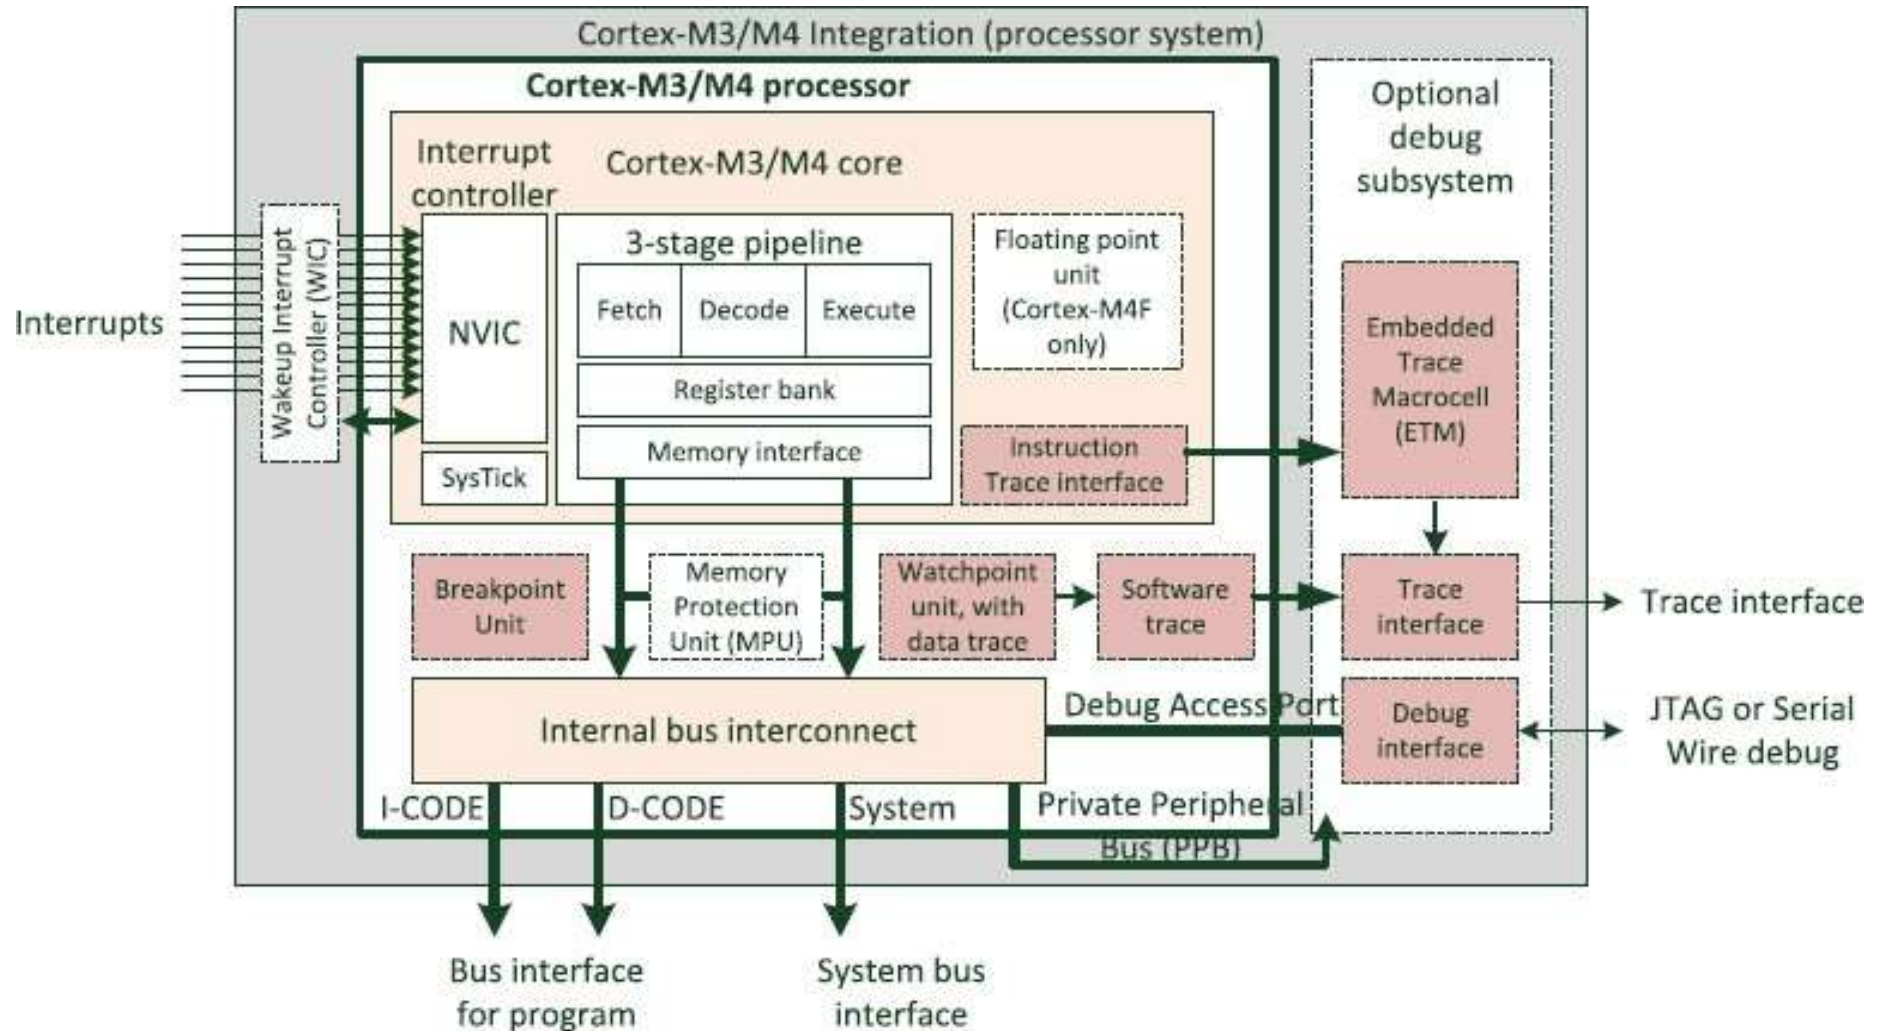 Cortex-M3/M4 Integration (processor system)
Cortex-M3/M4 processor
Optional
debug
subsystem
Interrupt
controller
Cortex-M3/M4 core
Interrupts
Wakeup Interrupt
Controller (WIC)
NVIC
SysTick
3-stage pipeline
Fetch
Decode
Execute
Register bank
Memory interface
Floating point
unit
(Cortex-M4F
only)
Instruction
Trace interface
Embedded
Trace
Macrocell
(ETM)
Breakpoint
Unit
Memory
Protection
Unit (MPU)
Watchpoint
unit, with
data trace
Software
trace
Trace
interface
Trace interface
Internal bus interconnect
Debug Access Port
Debug
interface
JTAG or Serial
Wire debug
I-CODE
D-CODE
System
Private Peripheral
Bus (PPB)
Bus interface
for program
System bus
interface